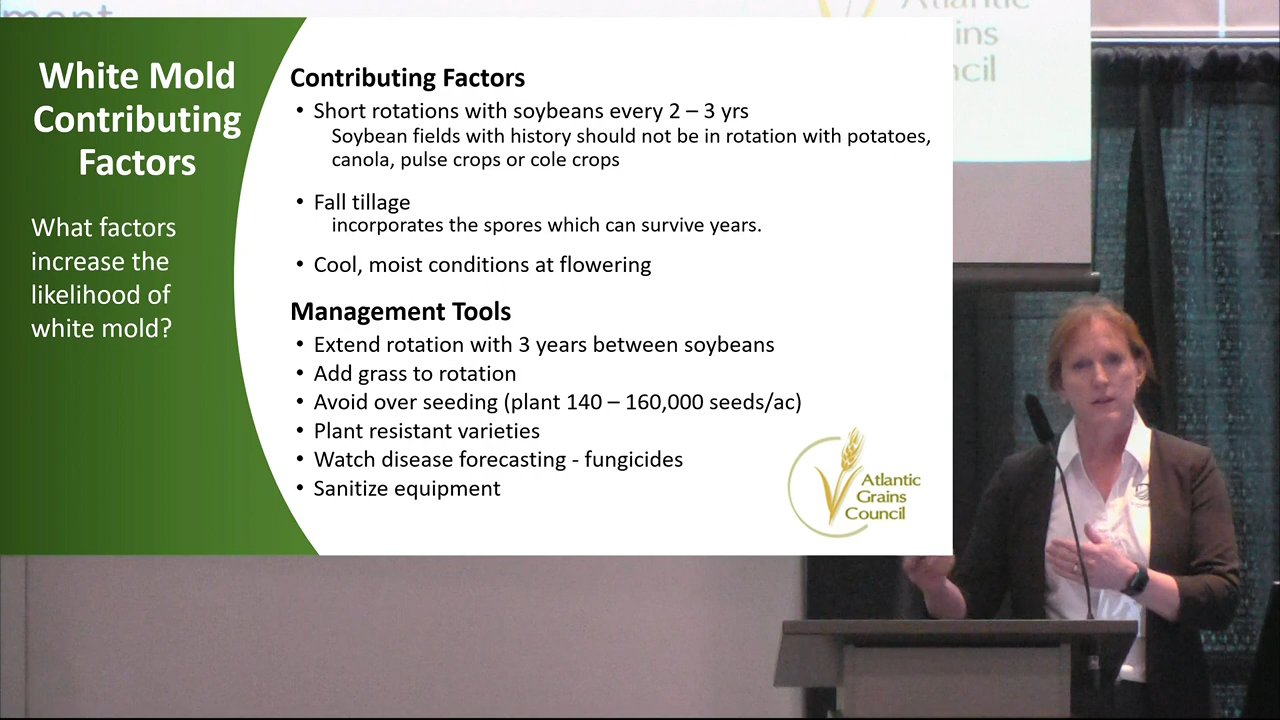 ment
Atlantic
ins
ncil
White Mold
Contributing
Factors
What factors
increase the
likelihood of
white mold?
Contributing Factors
• Short rotations with soybeans every 2 – 3 yrs
Soybean fields with history should not be in rotation with potatoes,
canola, pulse crops or cole crops
• Fall tillage
incorporates the spores which can survive years.
• Cool, moist conditions at flowering
Management Tools
• Extend rotation with 3 years between soybeans
• Add grass to rotation
• Avoid over seeding (plant 140 – 160,000 seeds/ac)
• Plant resistant varieties
• Watch disease forecasting - fungicides
• Sanitize equipment
Atlantic
Grains
Council